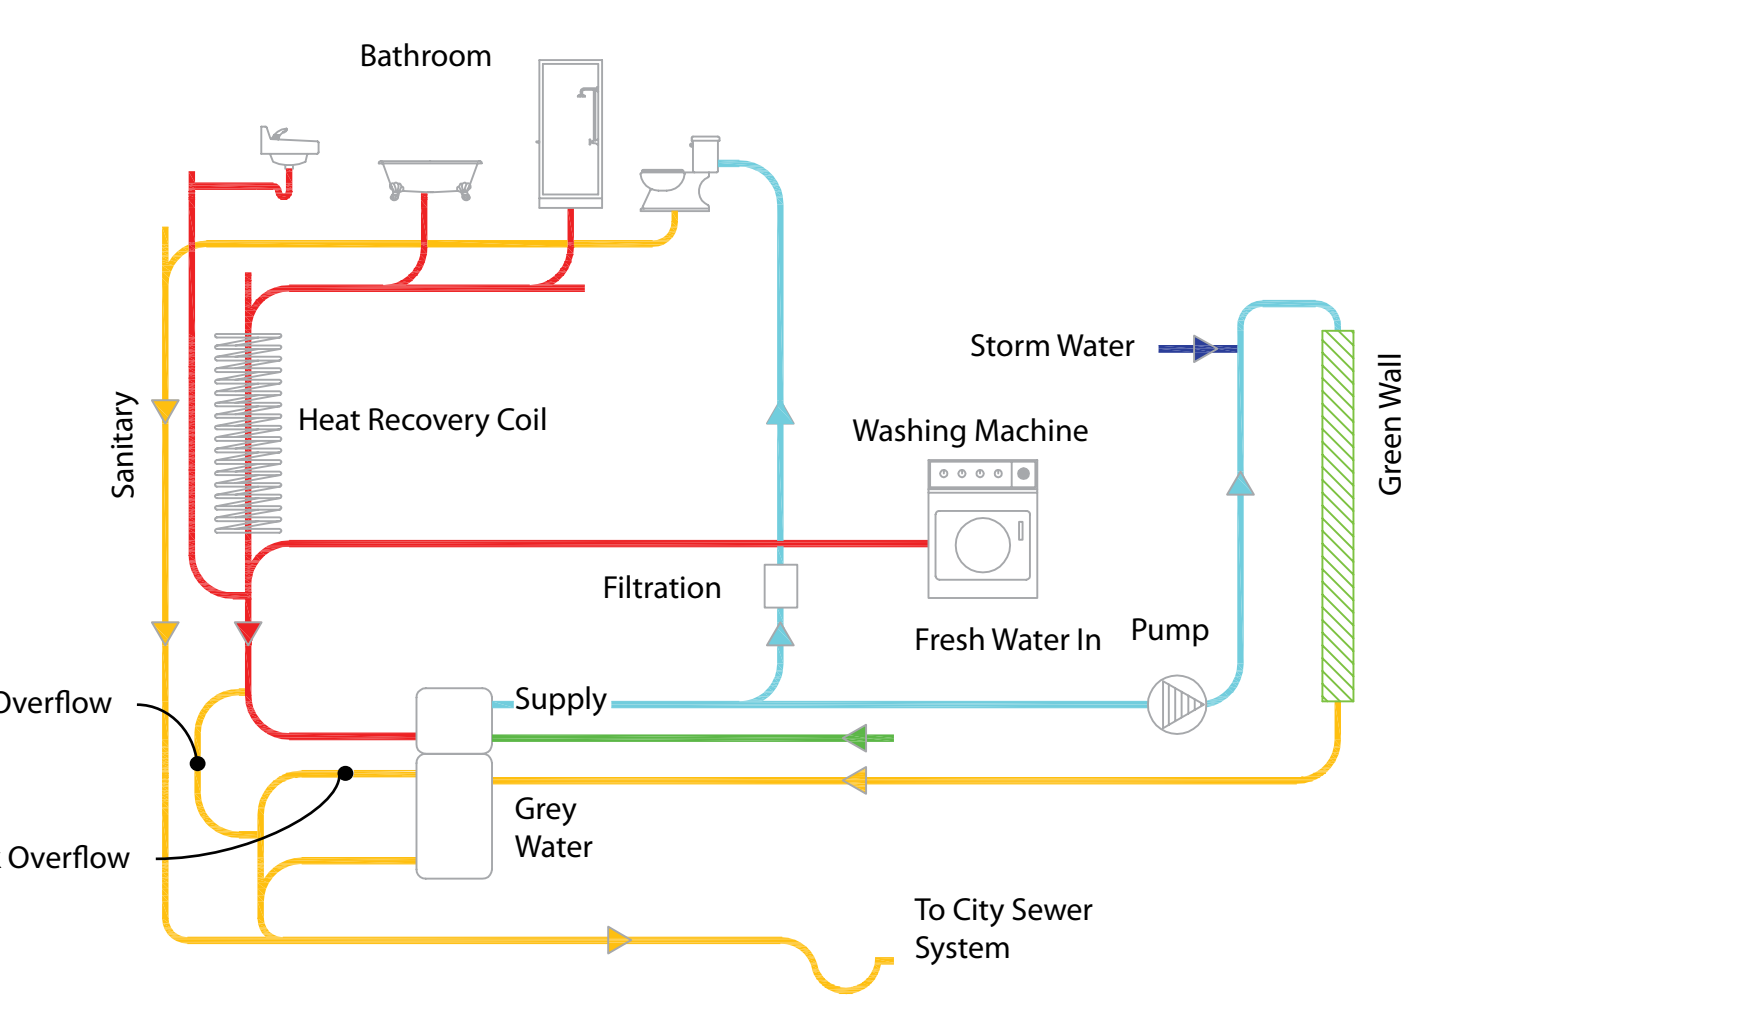 Bathroom
Storm Water
Sanitary
Heat Recovery Coil
Washing Machine
Green Wall
Filtration
Fresh Water In
Pump
Overflow
Supply
Grey
Water
Overflow
To City Sewer
System